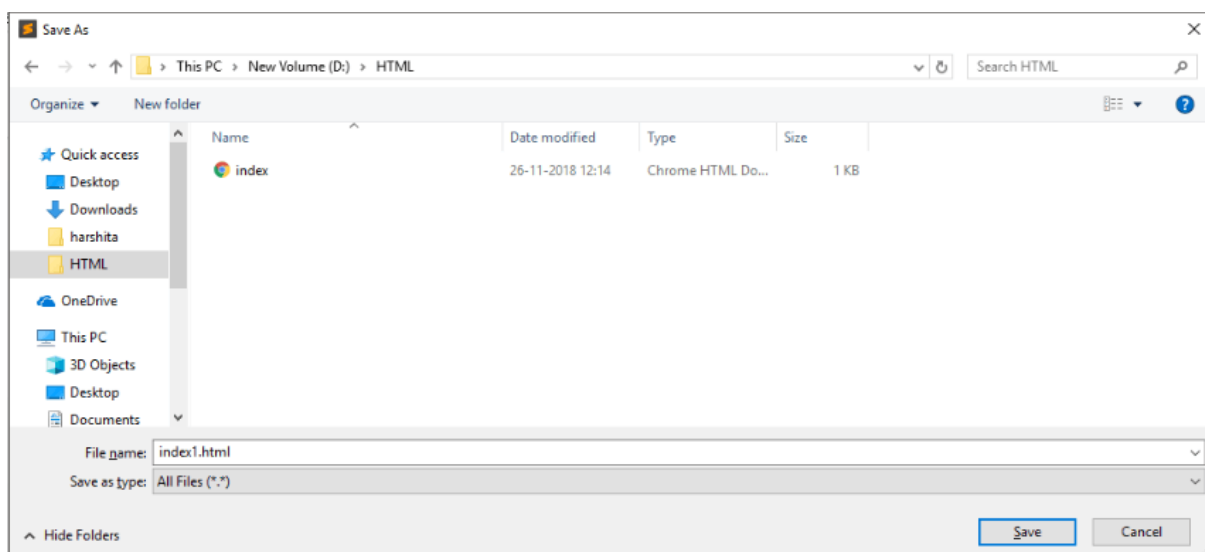 Save As
This PC > New Volume (D:) > HTML
Search HTML
Organize
New folder
Name
Date modified
Type
Size
index
26-11-2018 12:14
Chrome HTML Do...
1 KB
Quick access
Desktop
Downloads
harshita
HTML
OneDrive
This PC
3D Objects
Desktop
Documents
File name: index1.html
Save as type: All Files (*.*)
Hide Folders
Save
Cancel